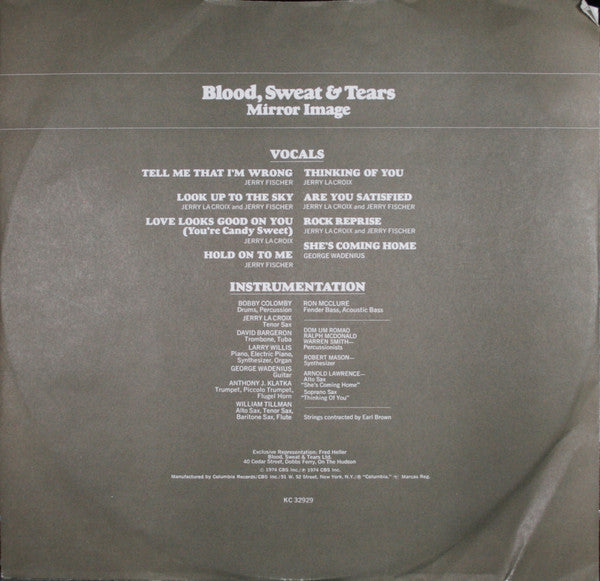 Blood, Sweat & Tears
Mirror Image
VOCALS
TELL ME THAT I'M WRONG
JERRY FISCHER
LOOK UP TO THE SKY
JERRY LA CROIX and JERRY FISCHER
LOVE LOOKS GOOD ON YOU
(You're Candy Sweet)
JERRY LA CROIX
HOLD ON TO ME
JERRY FISCHER
THINKING OF YOU
JERRY LA CROIX
ARE YOU SATISFIED
JERRY LA CROIX and JERRY FISCHER
ROCK REPRISE
JERRY LA CROIX and JERRY FISCHER
SHE'S COMING HOME
GEORGE WADENIUS
INSTRUMENTATION
BOBBY COLOMBY
Drums, Percussion
JERRY LA CROIX
Tenor Sax
DAVID BARGERON
Trombone, Tuba
LARRY WILLIS
Piano, Electric Piano,
Synthesizer, Organ
GEORGE WADENIUS
Guitar
ANTHONY J. KLATKA
Trumpet, Piccolo Trumpet,
Flugel Horn
WILLIAM TILLMAN
Alto Sax, Tenor Sax,
Baritone Sax, Flute
RON MCCLURE
Fender Bass, Acoustic Bass
DOM UM ROMAO
RALPH MCDONALD
WARREN SMITH—
Percussionists
ROBERT MASON—
Synthesizer
ARNOLD LAWRENCE—
Alto Sax
"She's Coming Home"
Soprano Sax
"Thinking Of You"
Strings contracted by Earl Brown
Exclusive Representation: Fred Heller
Blood, Sweat & Tears Ltd.
40 Cedar Street, Dobbs Ferry, On The Hudson
© 1974 CBS Inc./℗ 1974 CBS Inc.
Manufactured by Columbia Records/CBS Inc./51 W. 52 Street, New York, N.Y./® "Columbia," Marcas Reg.
KC 32929